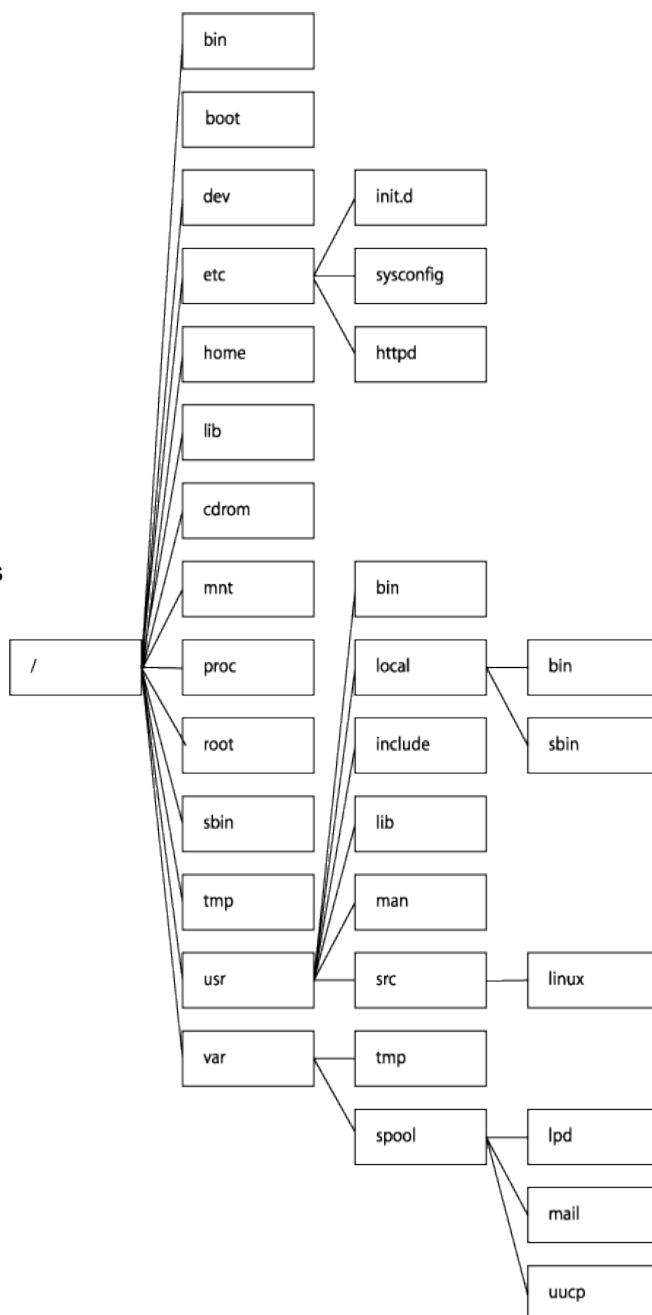 bin
boot
dev
init.d
etc
sysconfig
home
httpd
lib
cdrom
s
mnt
bin
/
proc
local
bin
root
include
sbin
sbin
lib
tmp
man
usr
src
linux
var
tmp
spool
lpd
mail
uucp